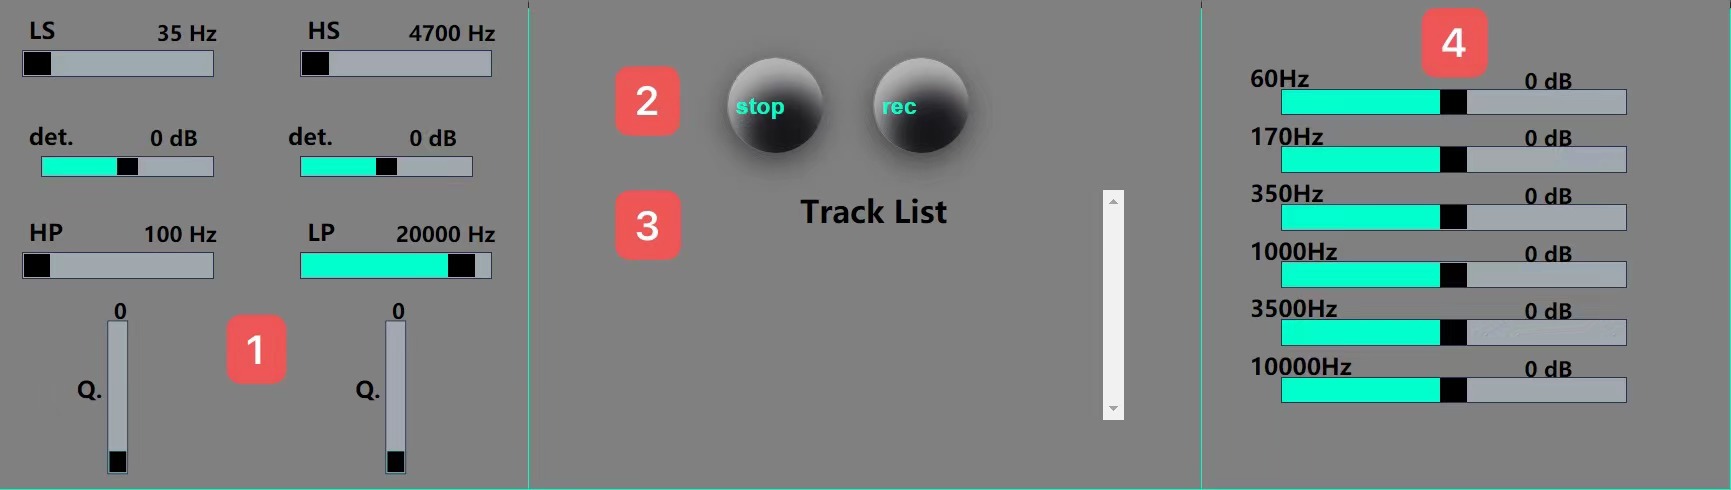 LS 35 Hz HS 4700 Hz
det. 0 dB det. 0 dB
HP 100 Hz LP 20000 Hz
0 0
1
Q. Q.
2
stop rec
3
Track List
4
60Hz 0 dB
170Hz 0 dB
350Hz 0 dB
1000Hz 0 dB
3500Hz 0 dB
10000Hz 0 dB